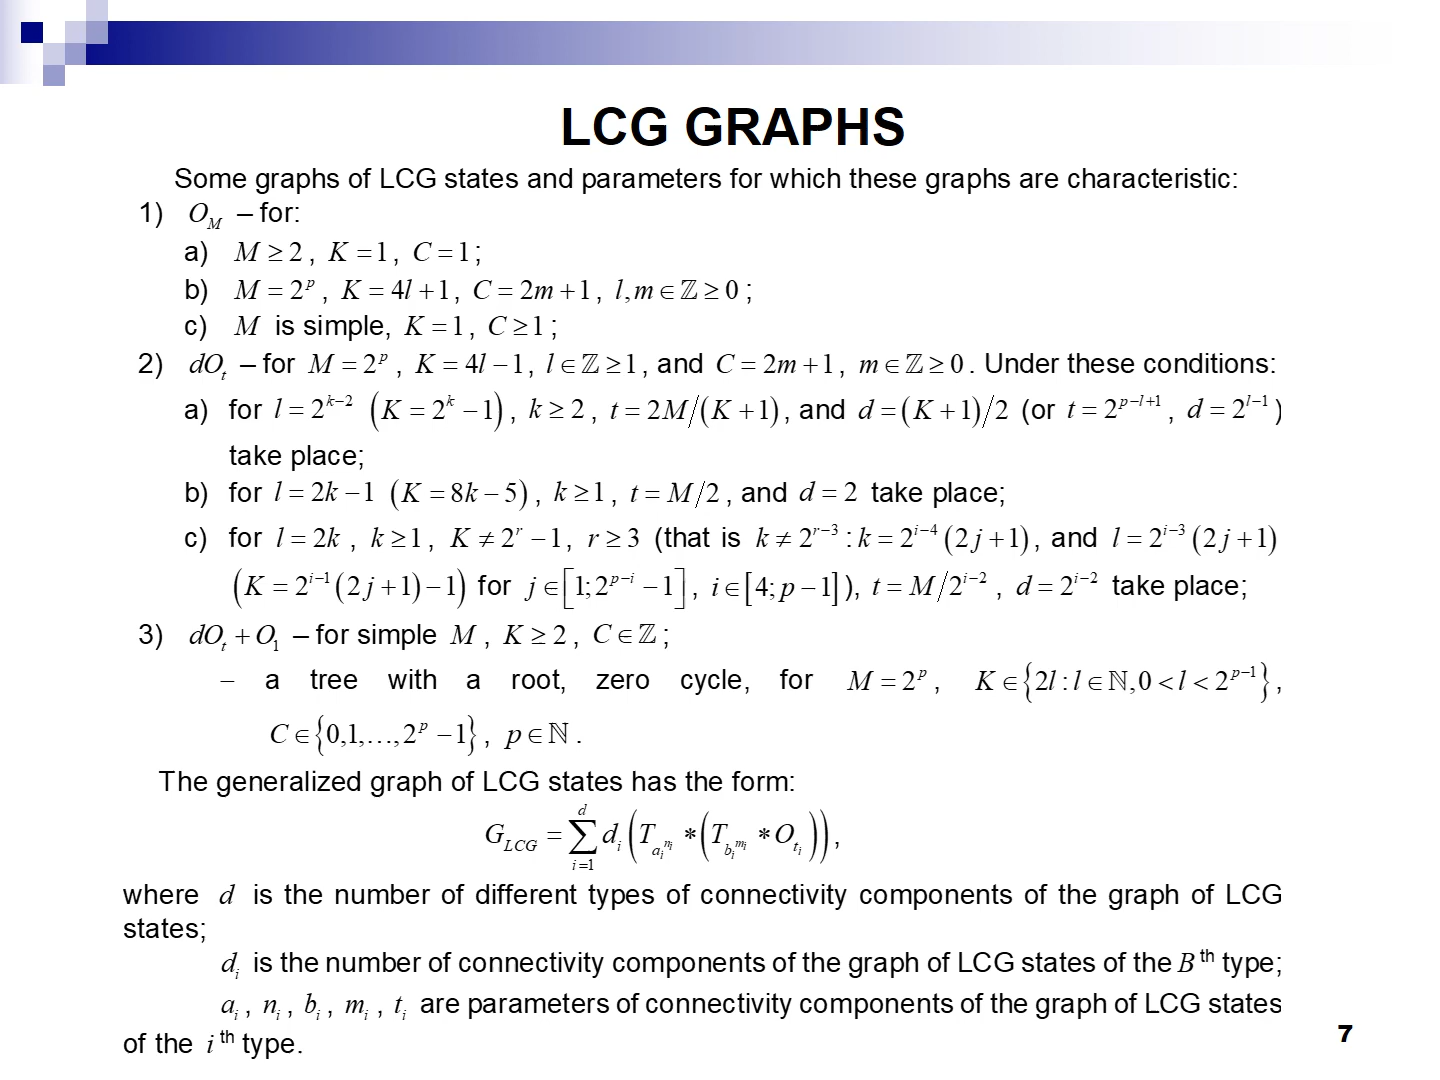 LCG GRAPHS
Some graphs of LCG states and parameters for which these graphs are characteristic:
1) O_M – for:
a) M ≥ 2, K = 1, C = 1;
b) M = 2^p, K = 4l + 1, C = 2m + 1, l, m ∈ ℤ ≥ 0;
c) M is simple, K = 1, C ≥ 1;
2) dO_t – for M = 2^p, K = 4l − 1, l ∈ ℤ ≥ 1, and C = 2m + 1, m ∈ ℤ ≥ 0. Under these conditions:
a) for l = 2^{k−2} (K = 2^k − 1), k ≥ 2, t = 2M/(K + 1), and d = (K + 1)/2 (or t = 2^{p−l+1}, d = 2^{l−1})
take place;
b) for l = 2k − 1 (K = 8k − 5), k ≥ 1, t = M/2, and d = 2 take place;
c) for l = 2k, k ≥ 1, K ≠ 2^r − 1, r ≥ 3 (that is k ≠ 2^{r−3} : k = 2^{i−4}(2j + 1), and l = 2^{i−3}(2j + 1)
(K = 2^{i−1}(2j + 1) − 1) for j ∈ [1; 2^{p−i} − 1], i ∈ [4; p − 1]), t = M/2^{i−2}, d = 2^{i−2} take place;
3) dO_t + O_1 – for simple M, K ≥ 2, C ∈ ℤ;
– a tree with a root, zero cycle, for M = 2^p, K ∈ {2l : l ∈ ℕ, 0 < l < 2^{p−1}},
C ∈ {0,1,…,2^p − 1}, p ∈ ℕ.
The generalized graph of LCG states has the form:
G_{LCG} = ∑_{i=1}^{d} d_i (T_{a_i^{n_i}} * (T_{b_i^{m_i}} * O_{t_i})),
where d is the number of different types of connectivity components of the graph of LCG
states;
d_i is the number of connectivity components of the graph of LCG states of the B^th type;
a_i, n_i, b_i, m_i, t_i are parameters of connectivity components of the graph of LCG states
of the i^th type.
7